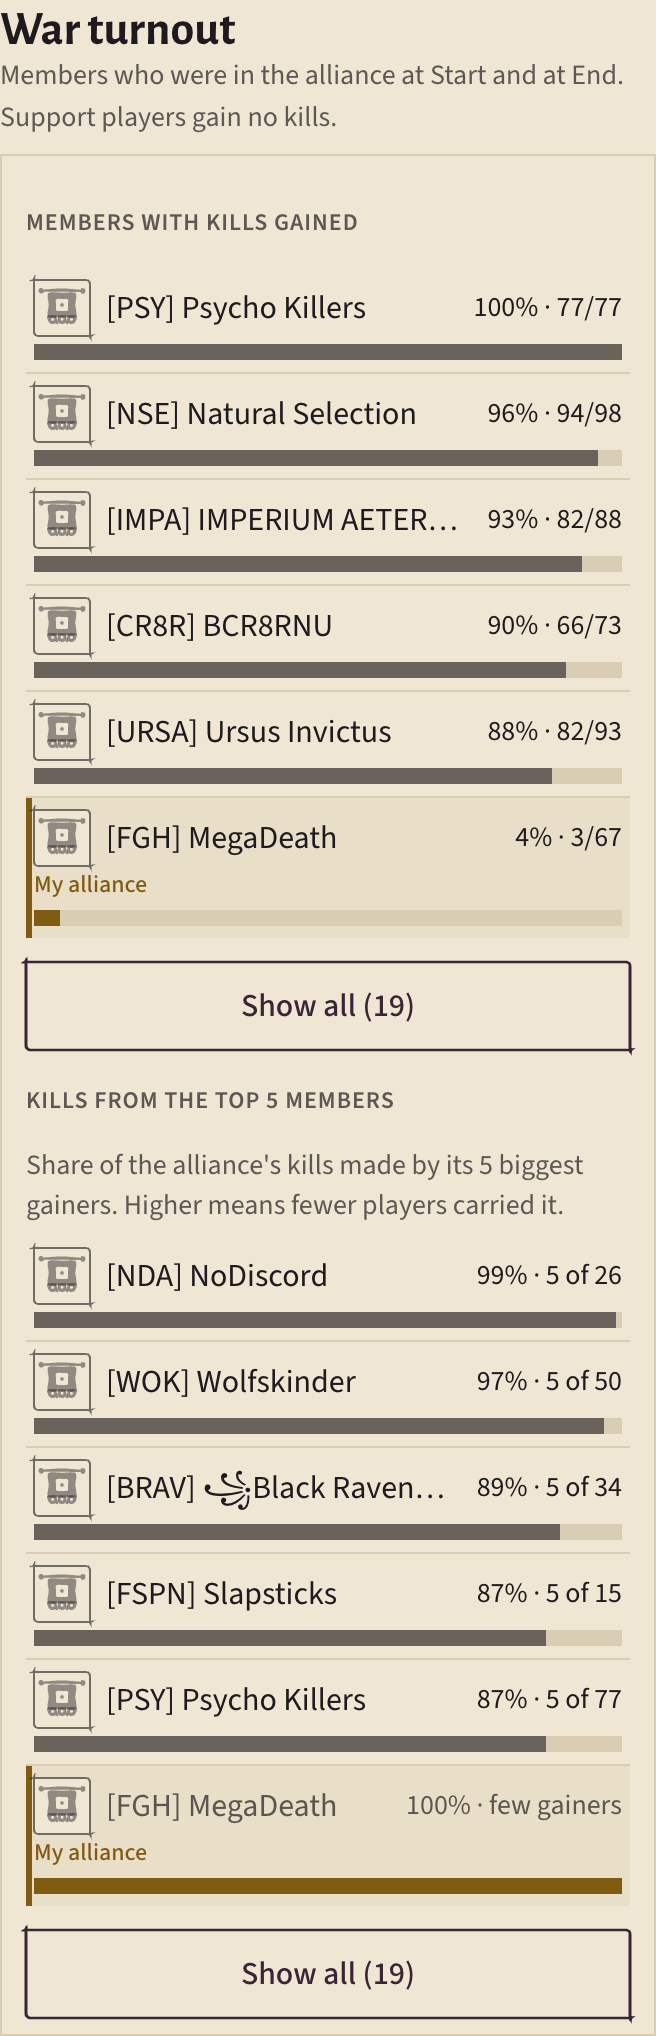 War turnout
Members who were in the alliance at Start and at End.
Support players gain no kills.
MEMBERS WITH KILLS GAINED
[PSY] Psycho Killers 100% · 77/77
[NSE] Natural Selection 96% · 94/98
[IMPA] IMPERIUM AETER… 93% · 82/88
[CR8R] BCR8RNU 90% · 66/73
[URSA] Ursus Invictus 88% · 82/93
[FGH] MegaDeath 4% · 3/67
My alliance
Show all (19)
KILLS FROM THE TOP 5 MEMBERS
Share of the alliance's kills made by its 5 biggest
gainers. Higher means fewer players carried it.
[NDA] NoDiscord 99% · 5 of 26
[WOK] Wolfskinder 97% · 5 of 50
[BRAV] ꧁Black Raven… 89% · 5 of 34
[FSPN] Slapsticks 87% · 5 of 15
[PSY] Psycho Killers 87% · 5 of 77
[FGH] MegaDeath 100% · few gainers
My alliance
Show all (19)